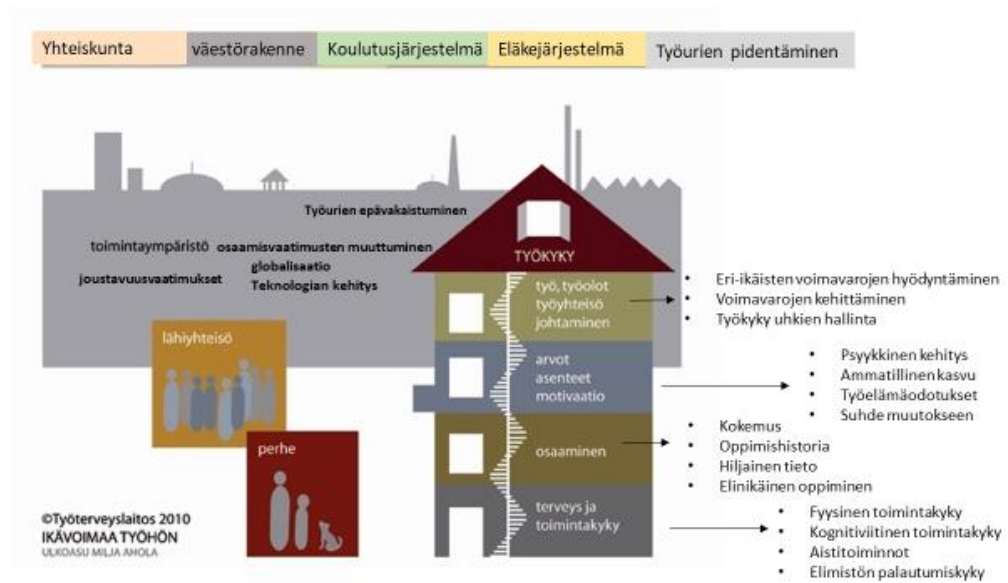 Yhteiskunta
väestörakenne
Koulutusjärjestelmä
Eläkejärjestelmä
Työurien pidentäminen
Työurien epävakaistuminen
toimintaympäristö
osaamisvaatimusten muuttuminen
globalisaatio
joustavuusvaatimukset
Teknologian kehitys
lähiyhteisö
perhe
TYÖKYKY
työ, työolot
työyhteisö
johtaminen
arvot
asenteet
motivaatio
osaaminen
terveys ja
toimintakyky
• Eri-ikäisten voimavarojen hyödyntäminen
• Voimavarojen kehittäminen
• Työkyky uhkien hallinta
• Psyykkinen kehitys
• Ammatillinen kasvu
• Työelämäodotukset
• Suhde muutokseen
• Kokemus
• Oppimishistoria
• Hiljainen tieto
• Elinikäinen oppiminen
• Fyysinen toimintakyky
• Kognitiviitinen toimintakyky
• Aistitoiminnot
• Elimistön palautumiskyky
©Työterveyslaitos 2010
IKÄVOIMAA TYÖHÖN
ULKOASU MILJA AHOLA